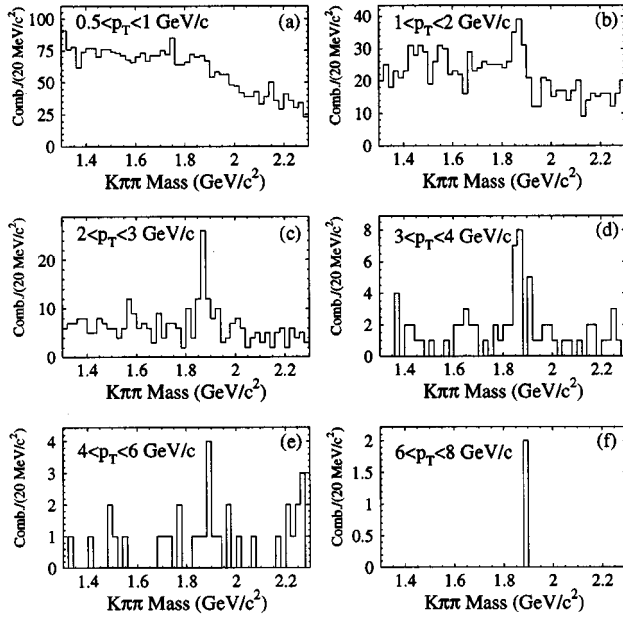 0.5<p_T<1 GeV/c (a)
Comb./(20 MeV/c²)
100
75
50
25
0
1.4 1.6 1.8 2 2.2
Kππ Mass (GeV/c²)
1<p_T<2 GeV/c (b)
Comb./(20 MeV/c²)
40
30
20
10
0
1.4 1.6 1.8 2 2.2
Kππ Mass (GeV/c²)
2<p_T<3 GeV/c (c)
Comb./(20 MeV/c²)
20
10
0
1.4 1.6 1.8 2 2.2
Kππ Mass (GeV/c²)
3<p_T<4 GeV/c (d)
Comb./(20 MeV/c²)
8
6
4
2
0
1.4 1.6 1.8 2 2.2
Kππ Mass (GeV/c²)
4<p_T<6 GeV/c (e)
Comb./(20 MeV/c²)
4
3
2
1
0
1.4 1.6 1.8 2 2.2
Kππ Mass (GeV/c²)
6<p_T<8 GeV/c (f)
Comb./(20 MeV/c²)
2
1.5
1
0.5
0
1.4 1.6 1.8 2 2.2
Kππ Mass (GeV/c²)